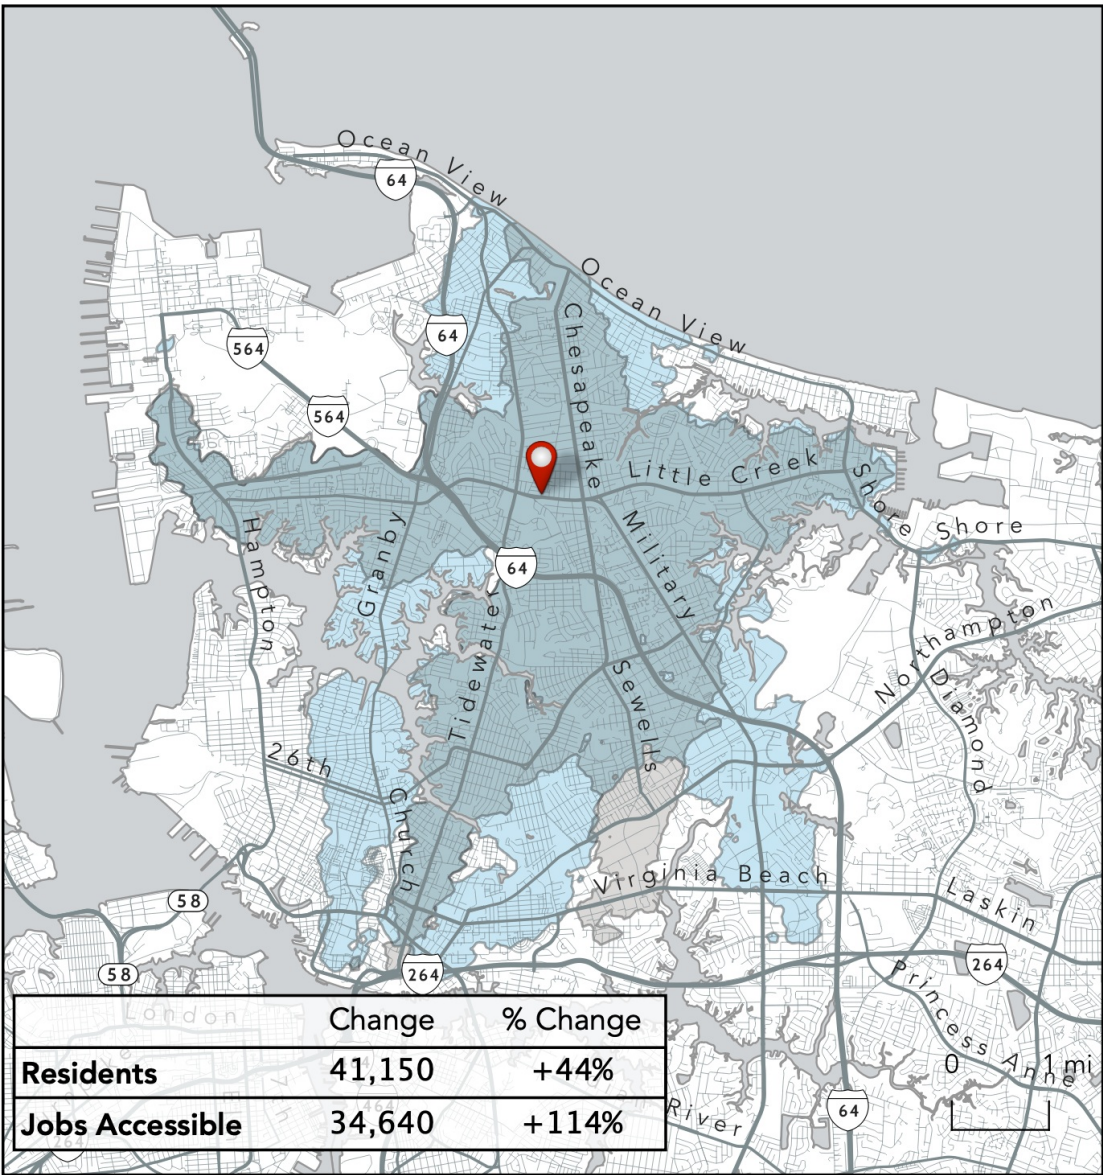 Ocean View
64
Ocean View
Chesapeake
64
564
564
Little Creek
Shore
Shore
Hampton
Granby
Military
64
Tidewater
Northampton
Sewells
Diamond
26th
Church
Virginia Beach
Laskin
58
58
264
264
Princess Anne
London
Change % Change
Residents 41,150 +44%
Jobs Accessible 34,640 +114%
0 1 mi
464
River
64
264